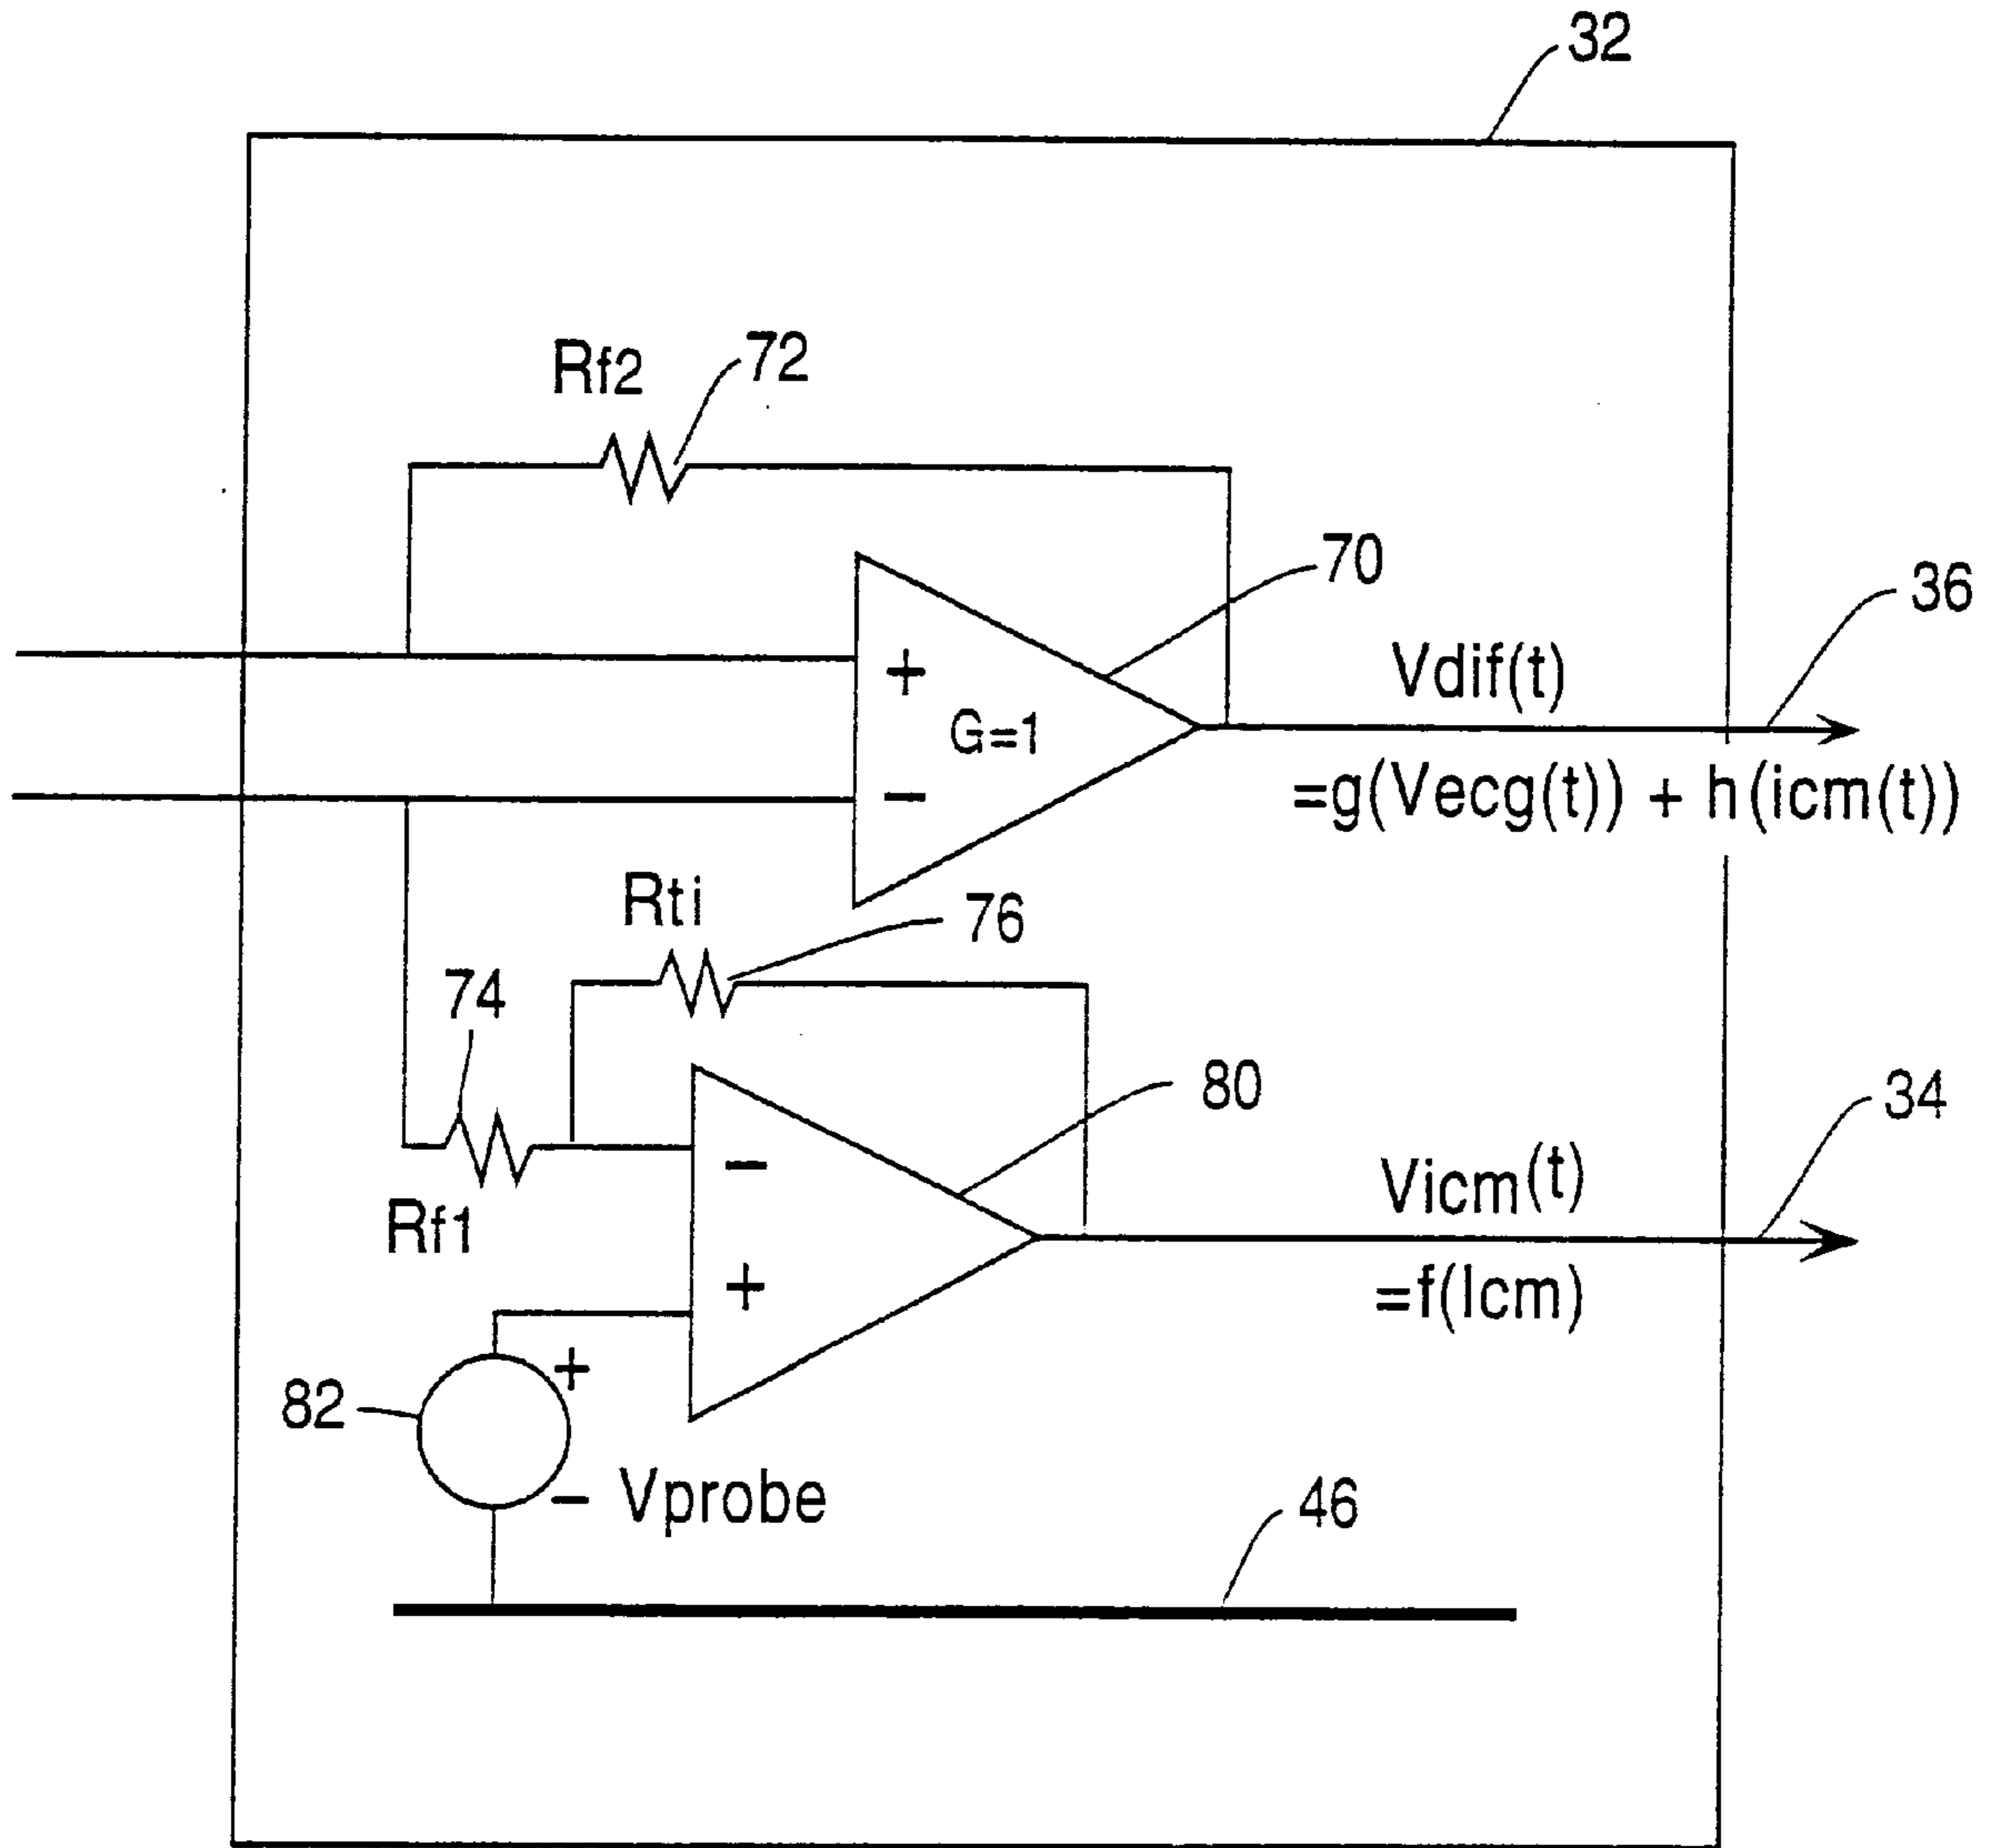 32
Rf2
72
70
36
+
G=1
−
Vdif(t)
=g(Vecg(t)) + h(icm(t))
Rti
76
74
80
34
−
Rf1
+
Vicm(t)
=f(Icm)
82
+
− Vprobe
46